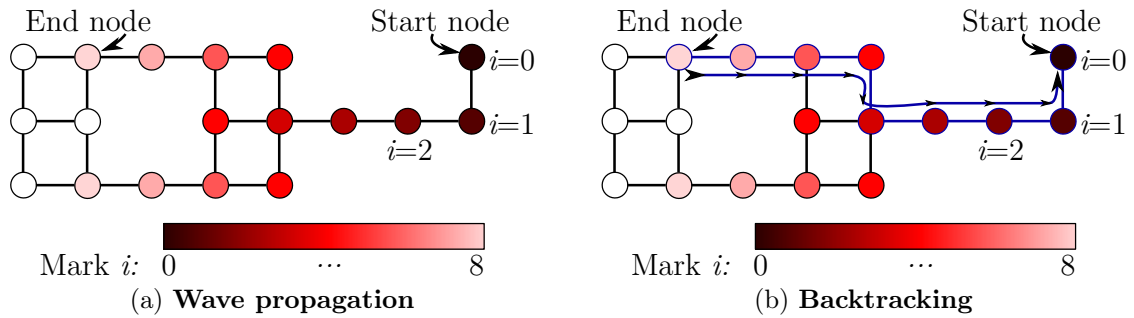 End node
Start node
i=0
i=1
i=2
Mark i: 0 ... 8
(a) Wave propagation
End node
Start node
i=0
i=1
i=2
Mark i: 0 ... 8
(b) Backtracking